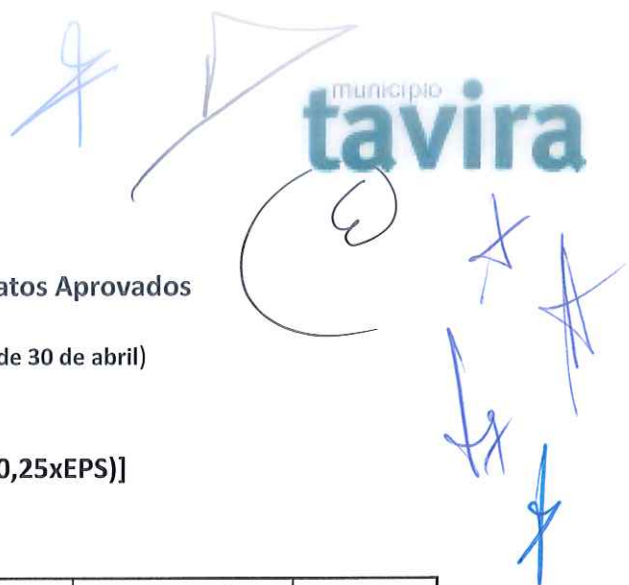 município
tavira
atos Aprovados
de 30 de abril)
0,25xEPS)]